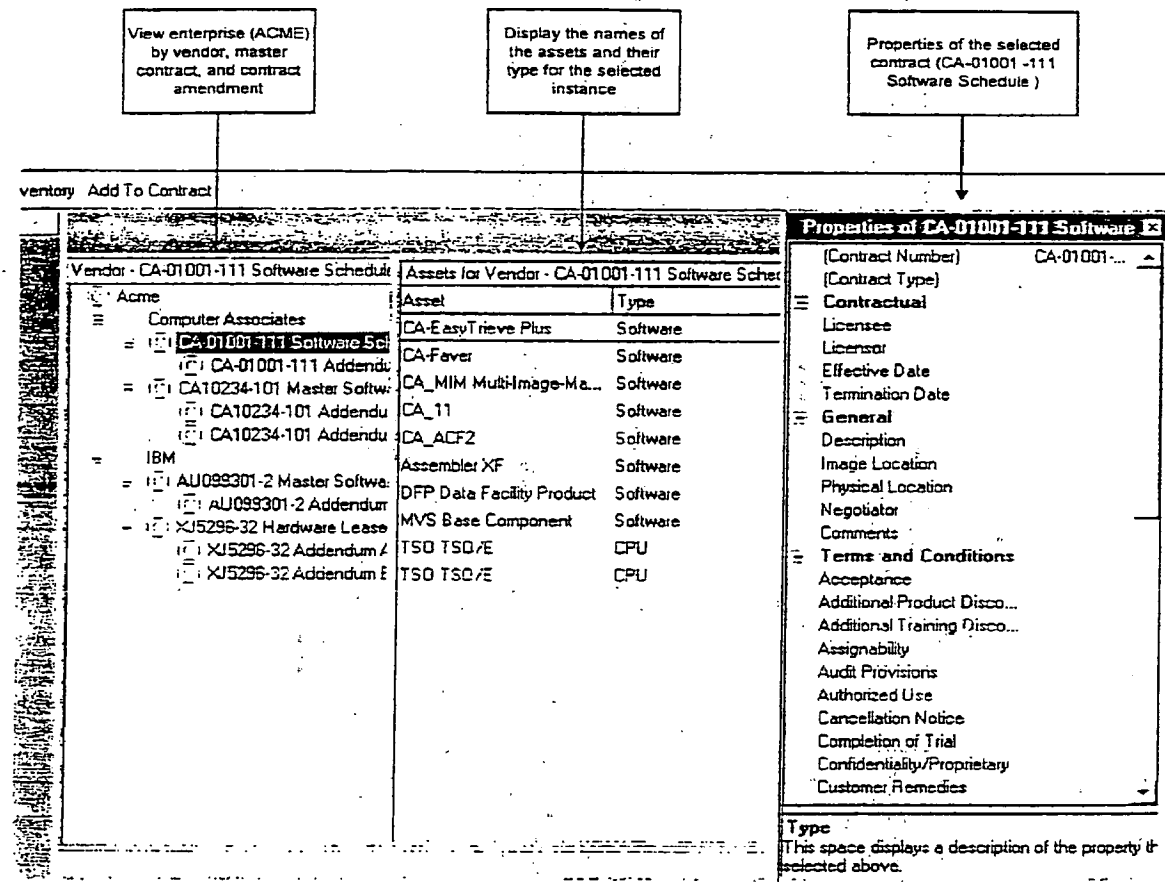 View enterprise (ACME)
by vendor, master
contract, and contract
amendment
Display the names of
the assets and their
type for the selected
instance
Properties of the selected
contract (CA-01001 -111
Software Schedule )
ventory Add To Contract
Vendor - CA-01001-111 Software Schedule
Acme
Computer Associates
CA-01001-111 Software Sch
CA-01001-111 Addendu
CA10234-101 Master Softw
CA10234-101 Addendu
CA10234-101 Addendu
IBM
AU099301-2 Master Softwa
AU099301-2 Addendum
XJ5296-32 Hardware Lease
XJ5296-32 Addendum A
XJ5296-32 Addendum B
Assets for Vendor - CA-01001-111 Software Sched
Asset Type
CA-EasyTrieve Plus Software
CA-Faver Software
CA_MIM Multi-Image-Ma... Software
CA_11 Software
CA_ACF2 Software
Assembler XF Software
DFP Data Facility Product Software
MVS Base Component Software
TSO TSO/E CPU
TSO TSO/E CPU
Properties of CA-01001-111 Software
(Contract Number) CA-01001-...
(Contract Type)
Contractual
Licensee
Licensor
Effective Date
Termination Date
General
Description
Image Location
Physical Location
Negotiator
Comments
Terms and Conditions
Acceptance
Additional Product Disco...
Additional Training Disco...
Assignability
Audit Provisions
Authorized Use
Cancellation Notice
Completion of Trial
Confidentiality/Proprietary
Customer Remedies
Type
This space displays a description of the property th
selected above.